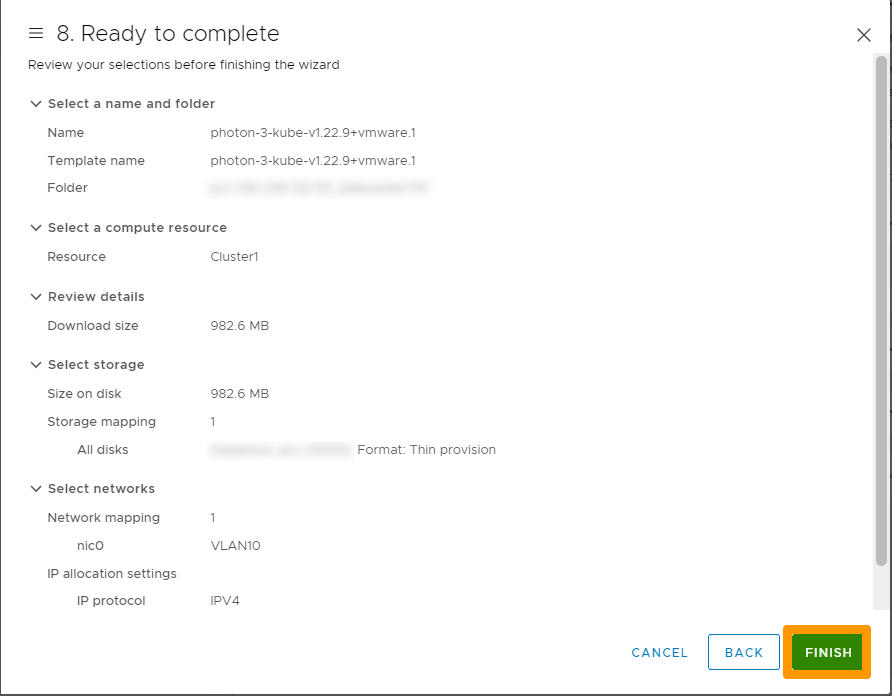 8. Ready to complete
Review your selections before finishing the wizard
Select a name and folder
Name photon-3-kube-v1.22.9+vmware.1
Template name photon-3-kube-v1.22.9+vmware.1
Folder
Select a compute resource
Resource Cluster1
Review details
Download size 982.6 MB
Select storage
Size on disk 982.6 MB
Storage mapping 1
All disks Format: Thin provision
Select networks
Network mapping 1
nic0 VLAN10
IP allocation settings
IP protocol IPV4
CANCEL BACK FINISH